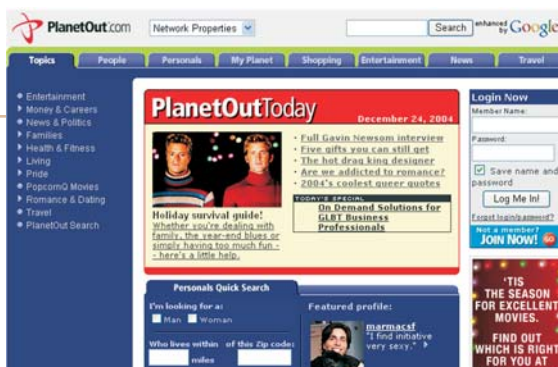 PlanetOut.com
Network Properties
Search
enhanced by Google
Topics
People
Personals
My Planet
Shopping
Entertainment
News
Travel
Entertainment
Money & Careers
News & Politics
Families
Health & Fitness
Living
Pride
PopcornQ Movies
Romance & Dating
Travel
PlanetOut Search
PlanetOutToday
December 24, 2004
Holiday survival guide!
Whether you're dealing with
family, the year-end blues or
simply having too much fun -
- here's a little help.
Full Gavin Newsom interview
Five gifts you can still get
The hot drag king designer
Are we addicted to romance?
2004's coolest queer quotes
TODAY'S SPECIAL
On Demand Solutions for
GLBT Business
Professionals
Personals Quick Search
I'm looking for a:
Man Woman
Who lives within of this Zip code:
miles
Featured profile:
marmacsf
"I find initiative
very sexy."
Login Now
Member Name:
Password:
Save name and
password
Log Me In!
Forgot login/password?
Not a member?
JOIN NOW! GO
'TIS
THE SEASON
FOR EXCELLENT
MOVIES.
FIND OUT
WHICH IS RIGHT
FOR YOU AT